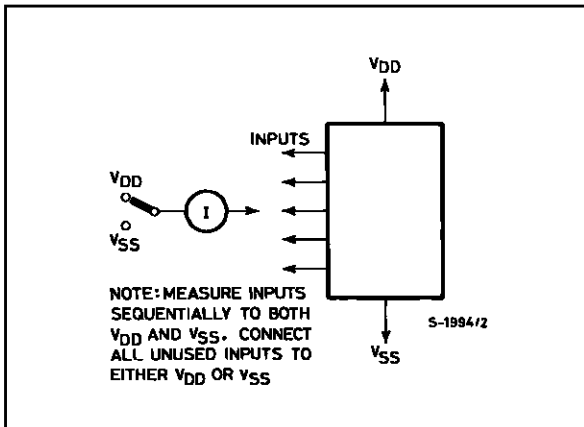 VDD
INPUTS
VDD
I
VSS
NOTE: MEASURE INPUTS
SEQUENTIALLY TO BOTH
VDD AND VSS. CONNECT
ALL UNUSED INPUTS TO
EITHER VDD OR VSS
S-1994/2
VSS